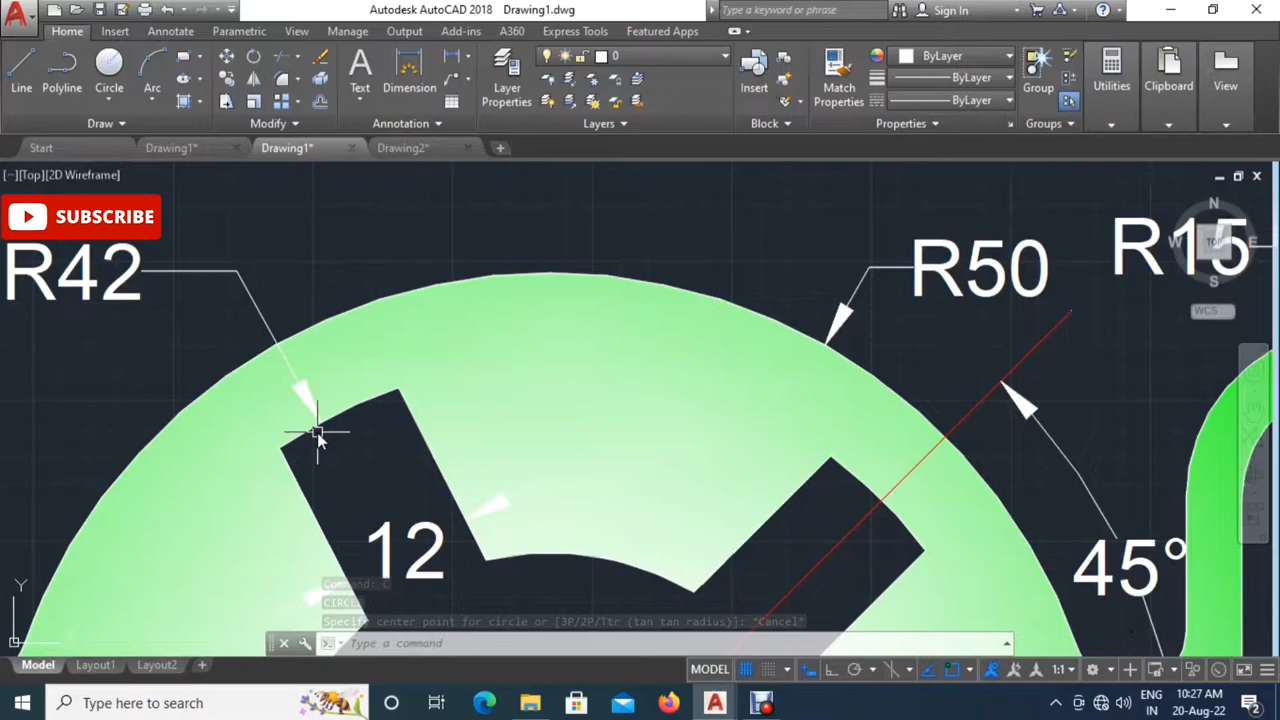 Autodesk AutoCAD 2018 Drawing1.dwg
Type a keyword or phrase
Sign In
Home Insert Annotate Parametric View Manage Output Add-ins A360 Express Tools Featured Apps
0
ByLayer
ByLayer
ByLayer
Line Polyline Circle Arc
Text Dimension
Layer Properties
Insert
Match Properties
Group
Utilities
Clipboard
View
Draw
Modify
Annotation
Layers
Block
Properties
Groups
Start Drawing1* Drawing1* Drawing2*
[−][Top][2D Wireframe]
SUBSCRIBE
N
W
TOP
E
S
WCS
R42
R50
R15
12
45°
Y
Command: C
CIRCLE
Specify center point for circle or [3P/2P/Ttr (tan tan radius)]: *Cancel*
Type a command
Model Layout1 Layout2
MODEL
1:1
Type here to search
ENG
IN
10:27 AM
20-Aug-22
2